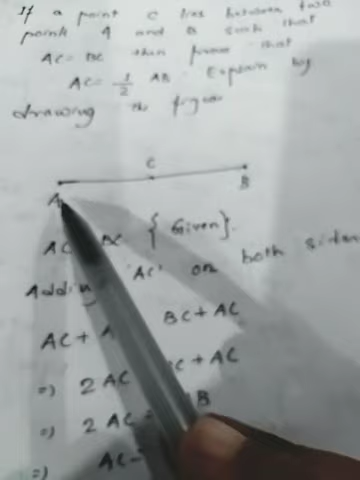 If a point C lies between two
points A and B such that
AC = BC then prove that
AC = 1/2 AB. Explain by
drawing the figure
C
A B
AC BC { Given }.
Adding 'AC' on both sides
AC + BC + AC
=) 2 AC + AC
=) 2 AC = B
=) AC =